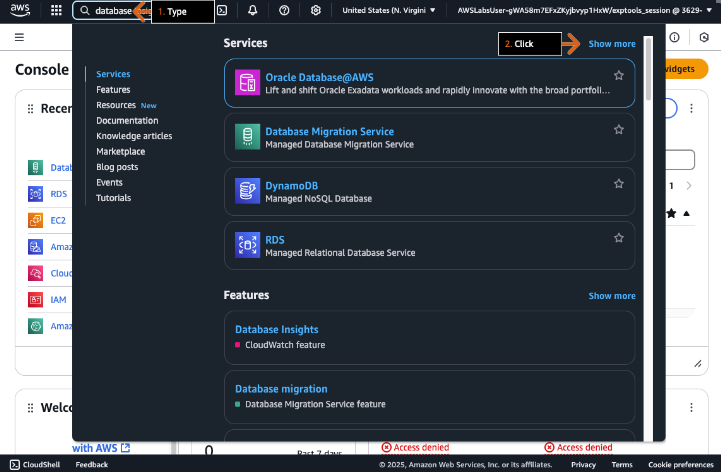 aws
database
1. Type
United States (N. Virgini
AWSLabsUser-gWA58m7EFxZKyjbvyp1HxW/exptools_session @ 3629-
Console
widgets
Services
2. Click
Show more
Services
Features
Resources New
Documentation
Knowledge articles
Marketplace
Blog posts
Events
Tutorials
Oracle Database@AWS
Lift and shift Oracle Exadata workloads and rapidly innovate with the broad portfoli...
Database Migration Service
Managed Database Migration Service
DynamoDB
Managed NoSQL Database
RDS
Managed Relational Database Service
Features
Show more
Database Insights
CloudWatch feature
Database migration
Database Migration Service feature
Recen
Datab
RDS
EC2
Amaz
Cloud
IAM
Amaz
1
Welc
with AWS
0
Past 7 days
Access denied
Access denied
CloudShell
Feedback
© 2025, Amazon Web Services, Inc. or its affiliates.
Privacy
Terms
Cookie preferences